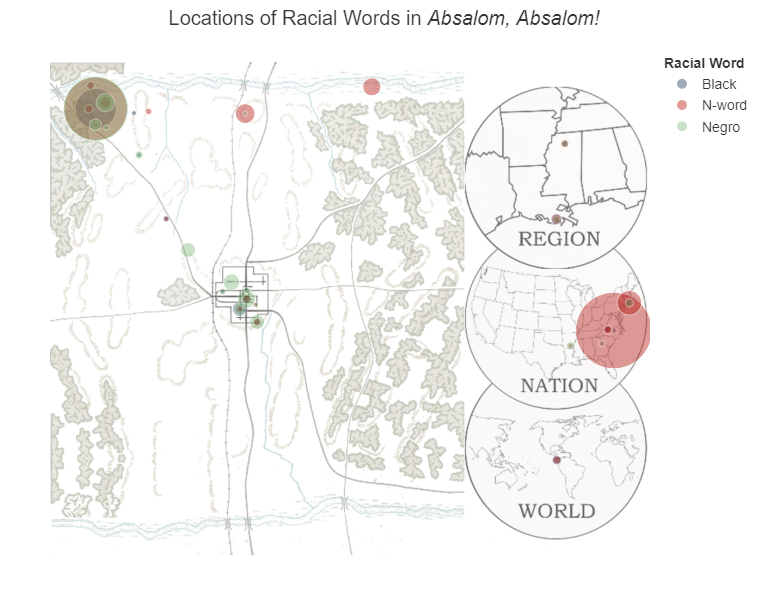 Locations of Racial Words in Absalom, Absalom!
Racial Word
Black
N-word
Negro
REGION
NATION
WORLD